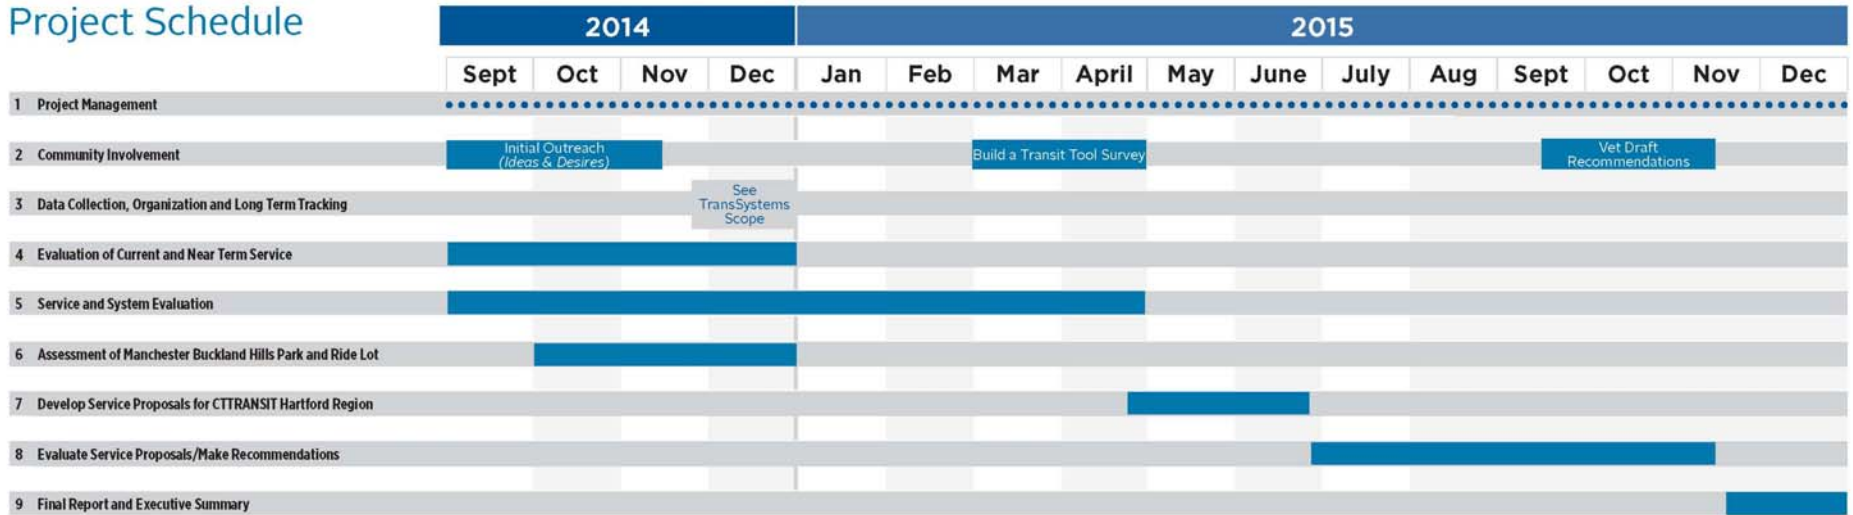 Project Schedule
2014 2015
Sept Oct Nov Dec Jan Feb Mar April May June July Aug Sept Oct Nov Dec
1 Project Management
2 Community Involvement
Initial Outreach
(Ideas & Desires)
Build a Transit Tool Survey
Vet Draft
Recommendations
3 Data Collection, Organization and Long Term Tracking
See
TransSystems
Scope
4 Evaluation of Current and Near Term Service
5 Service and System Evaluation
6 Assessment of Manchester Buckland Hills Park and Ride Lot
7 Develop Service Proposals for CTTRANSIT Hartford Region
8 Evaluate Service Proposals/Make Recommendations
9 Final Report and Executive Summary